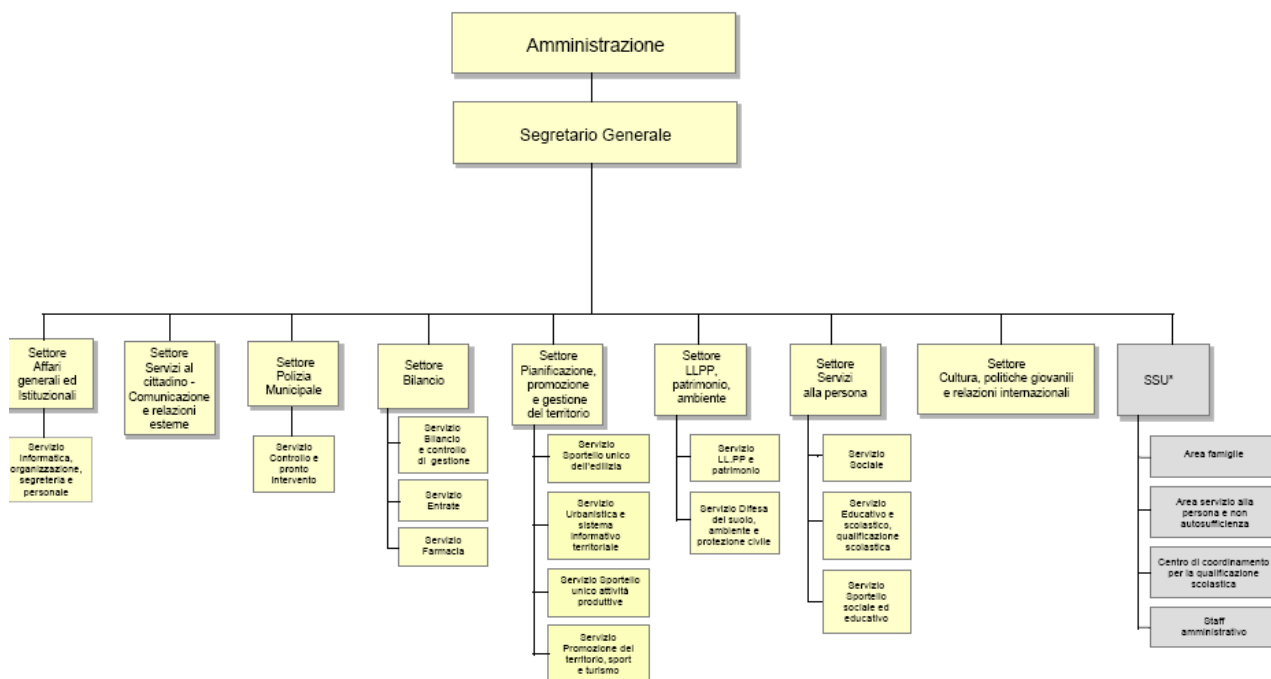 Amministrazione
Segretario Generale
Settore
Affari
generali ed
Istituzionali
Settore
Servizi al
cittadino -
Comunicazione
e relazioni
esterne
Settore
Polizia
Municipale
Settore
Bilancio
Settore
Pianificazione,
promozione
e gestione
del territorio
Settore
LLPP,
patrimonio,
ambiente
Settore
Servizi
alla persona
Settore
Cultura, politiche giovanili
e relazioni internazionali
SSU*
Servizio
Informatica,
organizzazione,
segreteria e
personale
Servizio
Controllo e
pronto
intervento
Servizio
Bilancio
e controllo
di gestione
Servizio
Entrate
Servizio
Farmacia
Servizio
Sportello unico
dell'edilizia
Servizio
Urbanistica e
sistema
informativo
territoriale
Servizio Sportello
unico attività
produttive
Servizio
Promozione del
territorio, sport
e turismo
Servizio
LL.PP e
patrimonio
Servizio Difesa
del suolo,
ambiente e
protezione civile
Servizio
Sociale
Servizio
Educativo e
scolastico,
qualificazione
scolastica
Servizio
Sportello
sociale ed
educativo
Area famiglie
Area servizio alla
persona e non
autosufficienza
Centro di coordinamento
per la qualificazione
scolastica
Staff
amministrativo